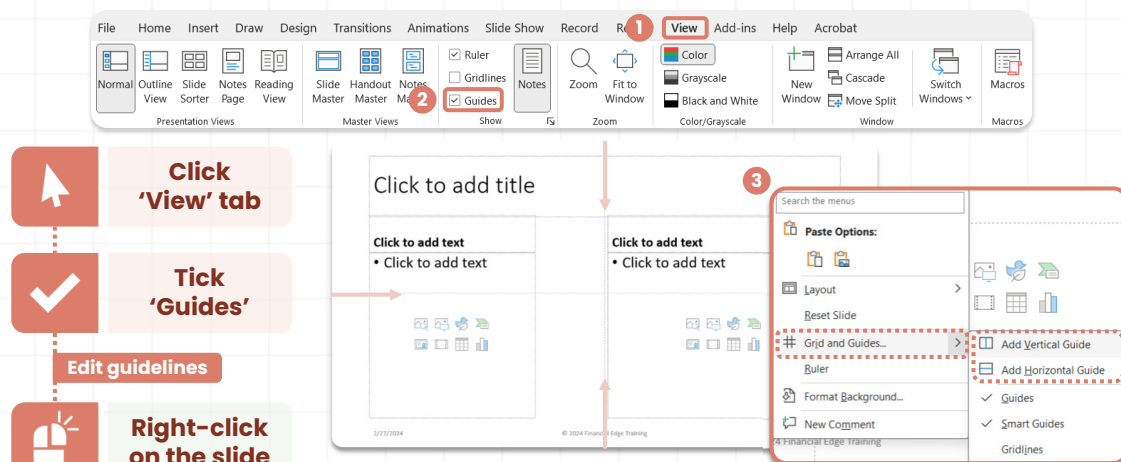 File Home Insert Draw Design Transitions Animations Slide Show Record 1 View Add-ins Help Acrobat
Normal Outline View Slide Sorter Notes Page Reading View
Presentation Views
Slide Master Handout Master Notes
Master Views
2
Ruler
Gridlines
Guides
Notes
Show
Zoom Fit to Window
Zoom
Color
Grayscale
Black and White
Color/Grayscale
New Window
Arrange All
Cascade
Move Split
Switch Windows
Window
Macros
Macros
Click
‘View’ tab
Tick
‘Guides’
Edit guidelines
Right-click
on the slide
Click to add title
Click to add text
• Click to add text
Click to add text
• Click to add text
2/27/2024
© 2024 Financial Edge Training
3
Search the menus
Paste Options:
Layout
Reset Slide
Grid and Guides...
Ruler
Format Background...
New Comment
4 Financial Edge Training
Add Vertical Guide
Add Horizontal Guide
Guides
Smart Guides
Gridlines